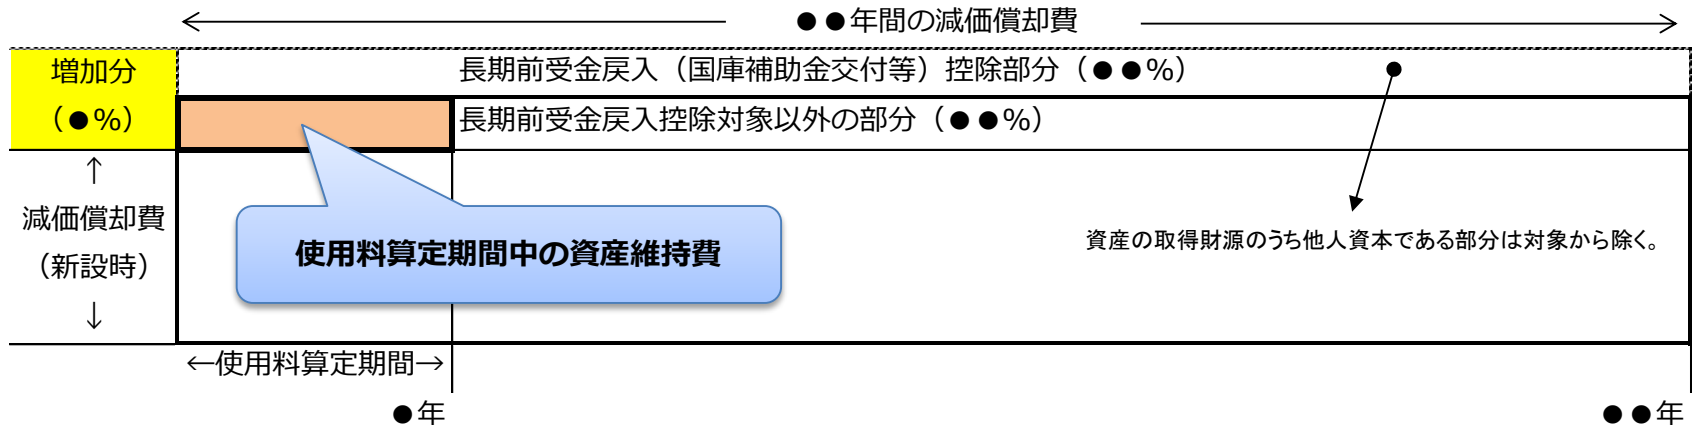 ●●年間の減価償却費
増加分
（●%）
長期前受金戻入（国庫補助金交付等）控除部分（●●%）
長期前受金戻入控除対象以外の部分（●●%）
↑
減価償却費
（新設時）
↓
使用料算定期間中の資産維持費
資産の取得財源のうち他人資本である部分は対象から除く。
←使用料算定期間→
●年
●●年